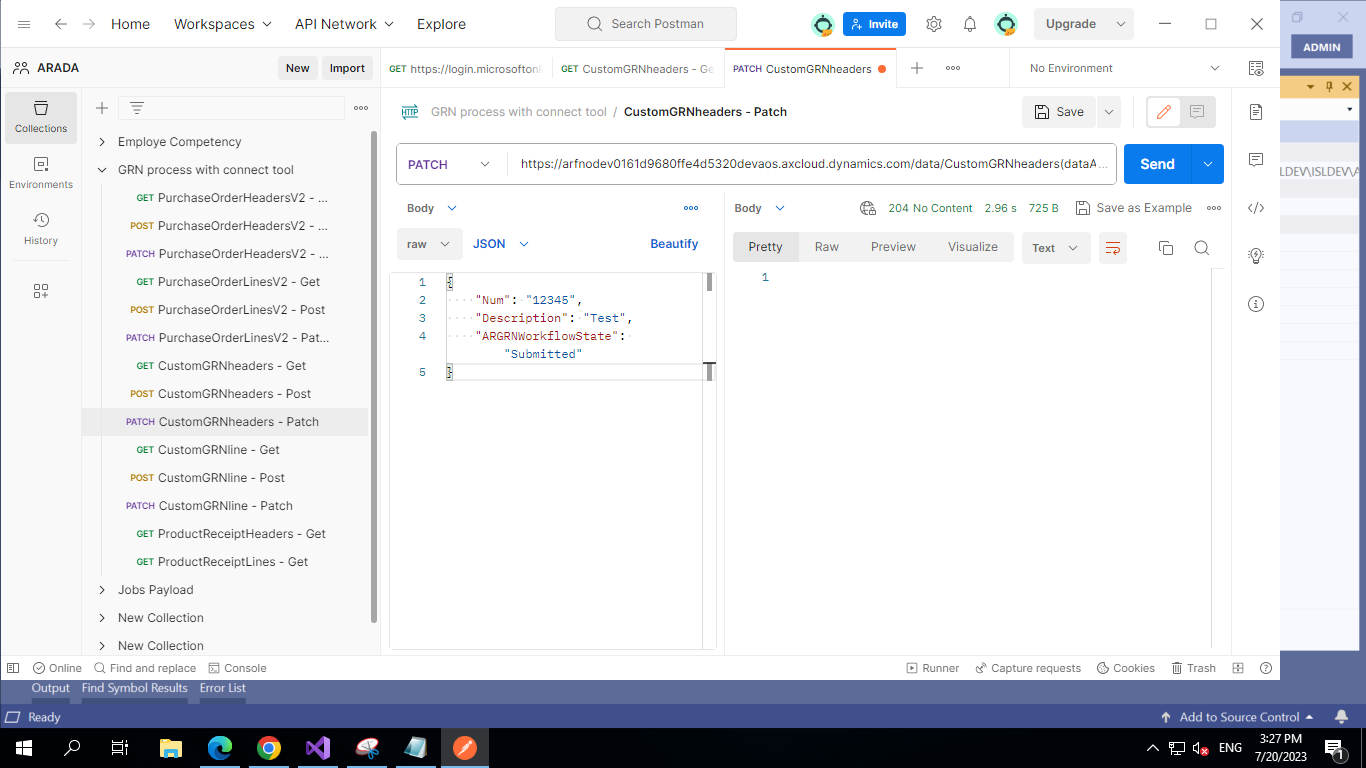 Home
Workspaces
API Network
Explore
Search Postman
Invite
Upgrade
ADMIN
ARADA
New
Import
GET https://login.microsoftonl
GET CustomGRNheaders - Ge
PATCH CustomGRNheaders
No Environment
Collections
Environments
History
Employe Competency
GRN process with connect tool
GET PurchaseOrderHeadersV2 - ...
POST PurchaseOrderHeadersV2 - ...
PATCH PurchaseOrderHeadersV2 - ...
GET PurchaseOrderLinesV2 - Get
POST PurchaseOrderLinesV2 - Post
PATCH PurchaseOrderLinesV2 - Pat...
GET CustomGRNheaders - Get
POST CustomGRNheaders - Post
PATCH CustomGRNheaders - Patch
GET CustomGRNline - Get
POST CustomGRNline - Post
PATCH CustomGRNline - Patch
GET ProductReceiptHeaders - Get
GET ProductReceiptLines - Get
Jobs Payload
New Collection
New Collection
HTTP
GRN process with connect tool / CustomGRNheaders - Patch
Save
PATCH
https://arfnodev0161d9680ffe4d5320devaos.axcloud.dynamics.com/data/CustomGRNheaders(dataA...
Send
Body
raw
JSON
Beautify
1 {
2 "Num": "12345",
3 "Description": "Test",
4 "ARGRNWorkflowState":
"Submitted"
5 }
Body
204 No Content
2.96 s
725 B
Save as Example
Pretty
Raw
Preview
Visualize
Text
1
LDEV\ISLDEV\A
Online
Find and replace
Console
Runner
Capture requests
Cookies
Trash
Output
Find Symbol Results
Error List
Ready
Add to Source Control
ENG
3:27 PM
7/20/2023
1